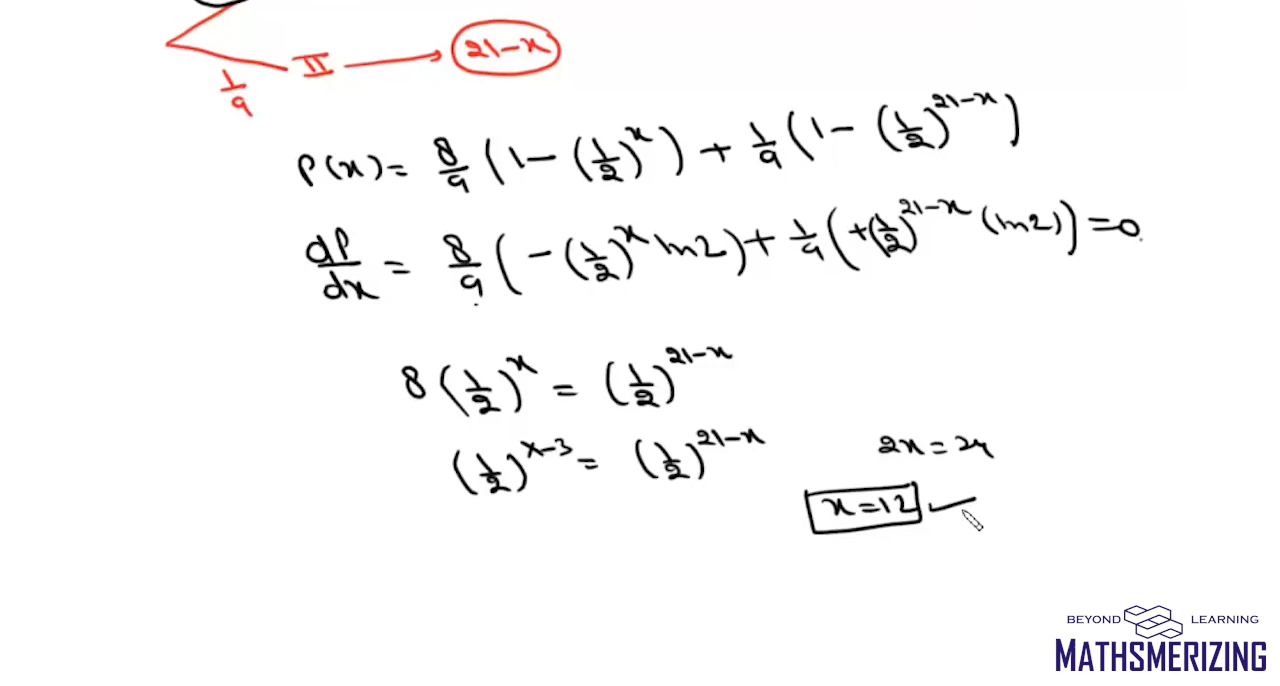 1/9 II → 21-x
P(x) = 8/9 (1 - (1/2)^x) + 1/9 (1 - (1/2)^21-x)
dP/dx = 8/9 (- (1/2)^x ln2) + 1/9 (+(1/2)^21-x (ln2)) = 0
8 (1/2)^x = (1/2)^21-x
(1/2)^x-3 = (1/2)^21-x
2x = 24
x = 12 ✓
BEYOND LEARNING
MATHSMERIZING